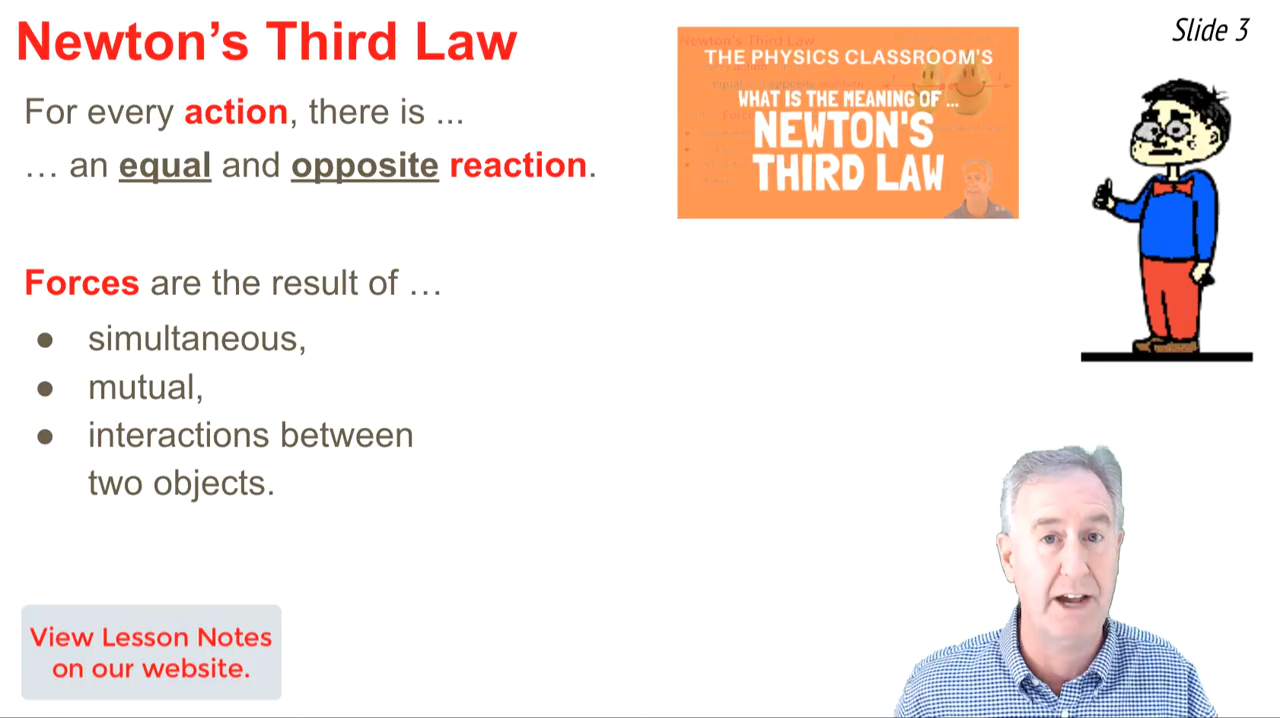 Newton’s Third Law
Slide 3
For every action, there is ...
… an equal and opposite reaction.
THE PHYSICS CLASSROOM'S
WHAT IS THE MEANING OF ...
NEWTON'S
THIRD LAW
Forces are the result of …
● simultaneous,
● mutual,
● interactions between
two objects.
View Lesson Notes
on our website.